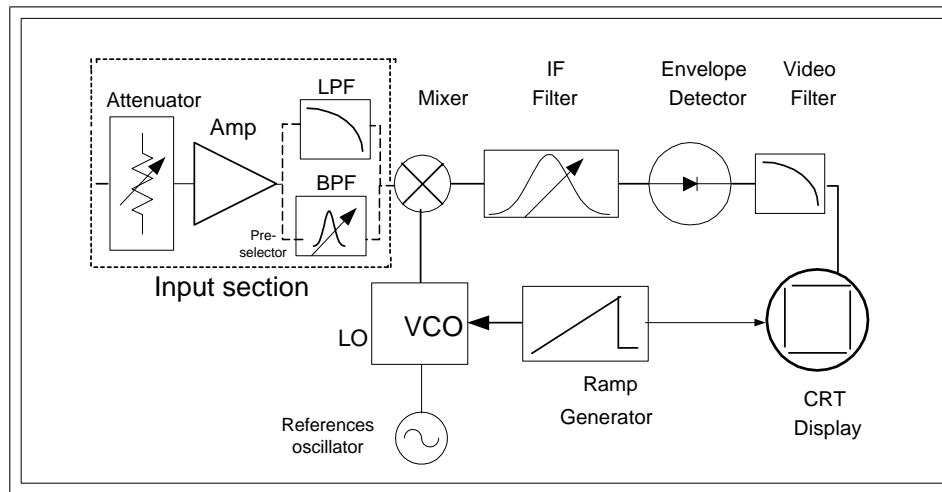 Attenuator
Amp
LPF
BPF
Pre-
selector
Input section
Mixer
IF
Filter
Envelope
Detector
Video
Filter
LO
VCO
Ramp
Generator
CRT
Display
References
oscillator